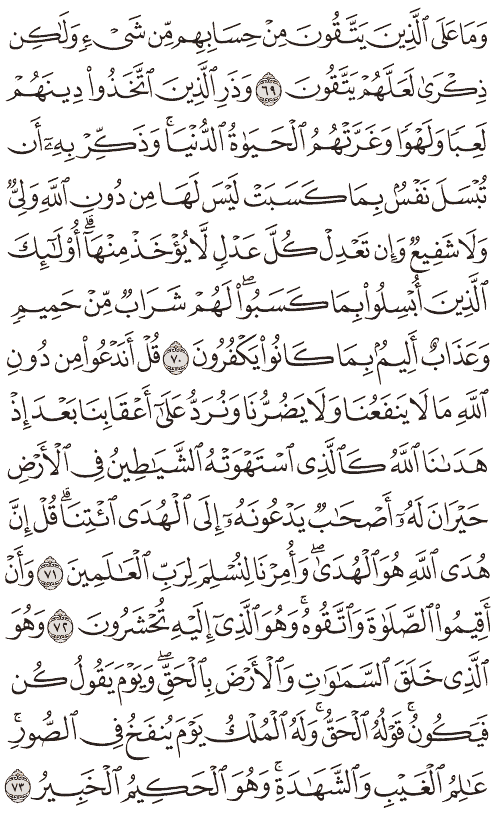 وَمَا عَلَى ٱلَّذِينَ يَتَّقُونَ مِنْ حِسَابِهِم مِّن شَىْءٍ وَلَٰكِن
ذِكْرَىٰ لَعَلَّهُمْ يَتَّقُونَ ٦٩ وَذَرِ ٱلَّذِينَ ٱتَّخَذُوا۟ دِينَهُمْ
لَعِبًا وَلَهْوًا وَغَرَّتْهُمُ ٱلْحَيَوٰةُ ٱلدُّنْيَا ۚ وَذَكِّرْ بِهِۦٓ أَن
تُبْسَلَ نَفْسٌۢ بِمَا كَسَبَتْ لَيْسَ لَهَا مِن دُونِ ٱللَّهِ وَلِىٌّ
وَلَا شَفِيعٌ وَإِن تَعْدِلْ كُلَّ عَدْلٍ لَّا يُؤْخَذْ مِنْهَآ ۗ أُو۟لَٰٓئِكَ
ٱلَّذِينَ أُبْسِلُوا۟ بِمَا كَسَبُوا۟ ۖ لَهُمْ شَرَابٌ مِّنْ حَمِيمٍ
وَعَذَابٌ أَلِيمٌۢ بِمَا كَانُوا۟ يَكْفُرُونَ ٧٠ قُلْ أَنَدْعُوا۟ مِن دُونِ
ٱللَّهِ مَا لَا يَنفَعُنَا وَلَا يَضُرُّنَا وَنُرَدُّ عَلَىٰٓ أَعْقَابِنَا بَعْدَ إِذْ
هَدَىٰنَا ٱللَّهُ كَٱلَّذِى ٱسْتَهْوَتْهُ ٱلشَّيَٰطِينُ فِى ٱلْأَرْضِ
حَيْرَانَ لَهُۥٓ أَصْحَٰبٌ يَدْعُونَهُۥٓ إِلَى ٱلْهُدَى ٱئْتِنَا ۗ قُلْ إِنَّ
هُدَى ٱللَّهِ هُوَ ٱلْهُدَىٰ ۖ وَأُمِرْنَا لِنُسْلِمَ لِرَبِّ ٱلْعَٰلَمِينَ ٧١ وَأَنْ
أَقِيمُوا۟ ٱلصَّلَوٰةَ وَٱتَّقُوهُ ۚ وَهُوَ ٱلَّذِىٓ إِلَيْهِ تُحْشَرُونَ ٧٢ وَهُوَ
ٱلَّذِى خَلَقَ ٱلسَّمَٰوَٰتِ وَٱلْأَرْضَ بِٱلْحَقِّ ۖ وَيَوْمَ يَقُولُ كُن
فَيَكُونُ ۚ قَوْلُهُ ٱلْحَقُّ ۚ وَلَهُ ٱلْمُلْكُ يَوْمَ يُنفَخُ فِى ٱلصُّورِ ۚ
عَٰلِمُ ٱلْغَيْبِ وَٱلشَّهَٰدَةِ ۚ وَهُوَ ٱلْحَكِيمُ ٱلْخَبِيرُ ٧٣